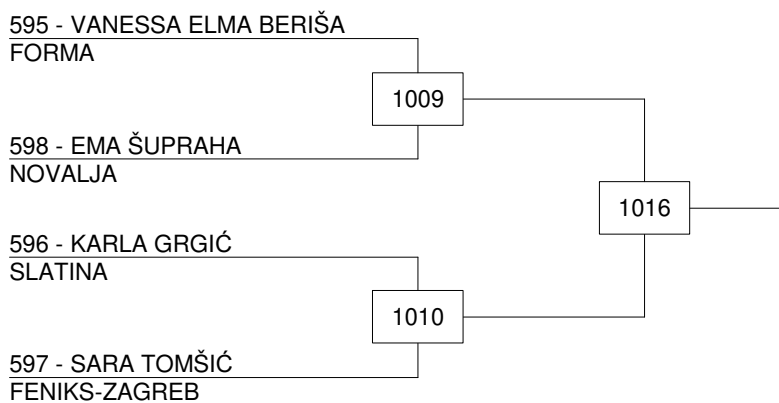 595 - VANESSA ELMA BERIŠA
FORMA
1009
598 - EMA ŠUPRAHA
NOVALJA
1016
596 - KARLA GRGIĆ
SLATINA
1010
597 - SARA TOMŠIĆ
FENIKS-ZAGREB